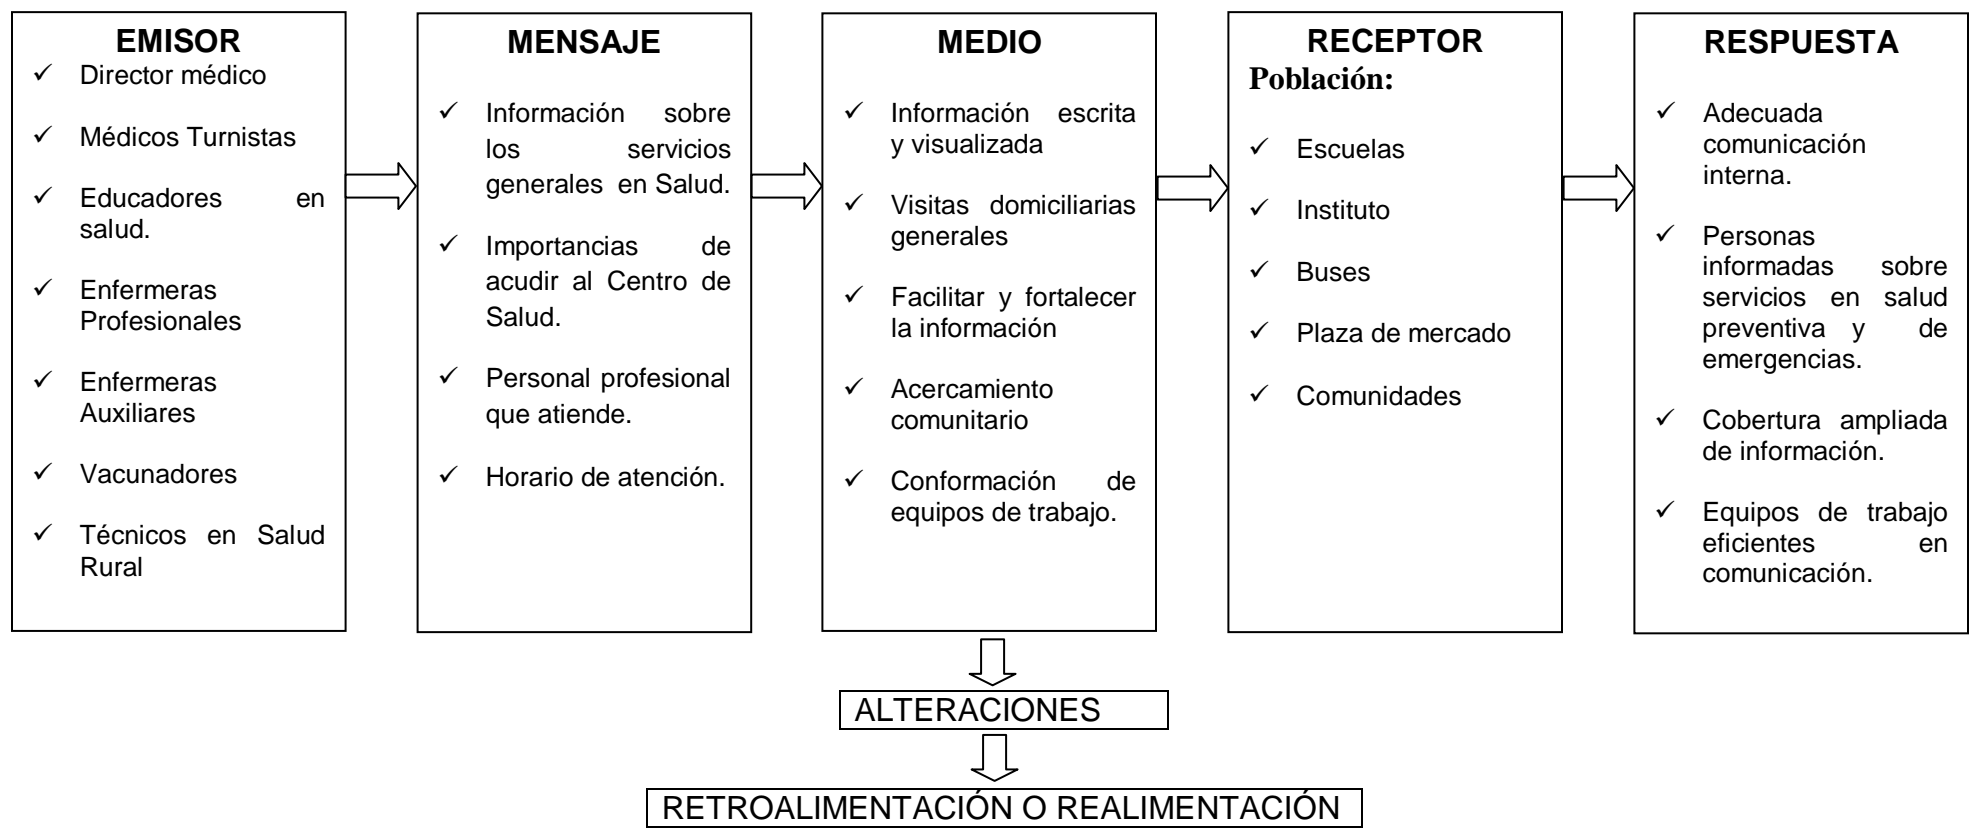 EMISOR
✓ Director médico
✓ Médicos Turnistas
✓ Educadores en
salud.
✓ Enfermeras
Profesionales
✓ Enfermeras
Auxiliares
✓ Vacunadores
✓ Técnicos en Salud
Rural
MENSAJE
✓ Información sobre
los servicios
generales en Salud.
✓ Importancias de
acudir al Centro de
Salud.
✓ Personal profesional
que atiende.
✓ Horario de atención.
MEDIO
✓ Información escrita
y visualizada
✓ Visitas domiciliarias
generales
✓ Facilitar y fortalecer
la información
✓ Acercamiento
comunitario
✓ Conformación de
equipos de trabajo.
RECEPTOR
Población:
✓ Escuelas
✓ Instituto
✓ Buses
✓ Plaza de mercado
✓ Comunidades
RESPUESTA
✓ Adecuada
comunicación
interna.
✓ Personas
informadas sobre
servicios en salud
preventiva y de
emergencias.
✓ Cobertura ampliada
de información.
✓ Equipos de trabajo
eficientes en
comunicación.
ALTERACIONES
RETROALIMENTACIÓN O REALIMENTACIÓN